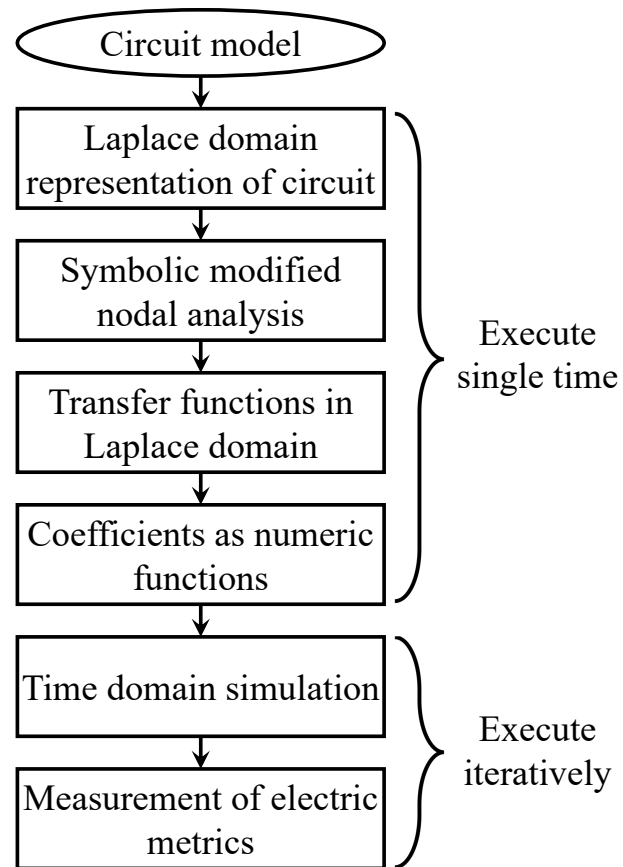 Circuit model
Laplace domain
representation of circuit
Symbolic modified
nodal analysis
Transfer functions in
Laplace domain
Coefficients as numeric
functions
Execute
single time
Time domain simulation
Measurement of electric
metrics
Execute
iteratively